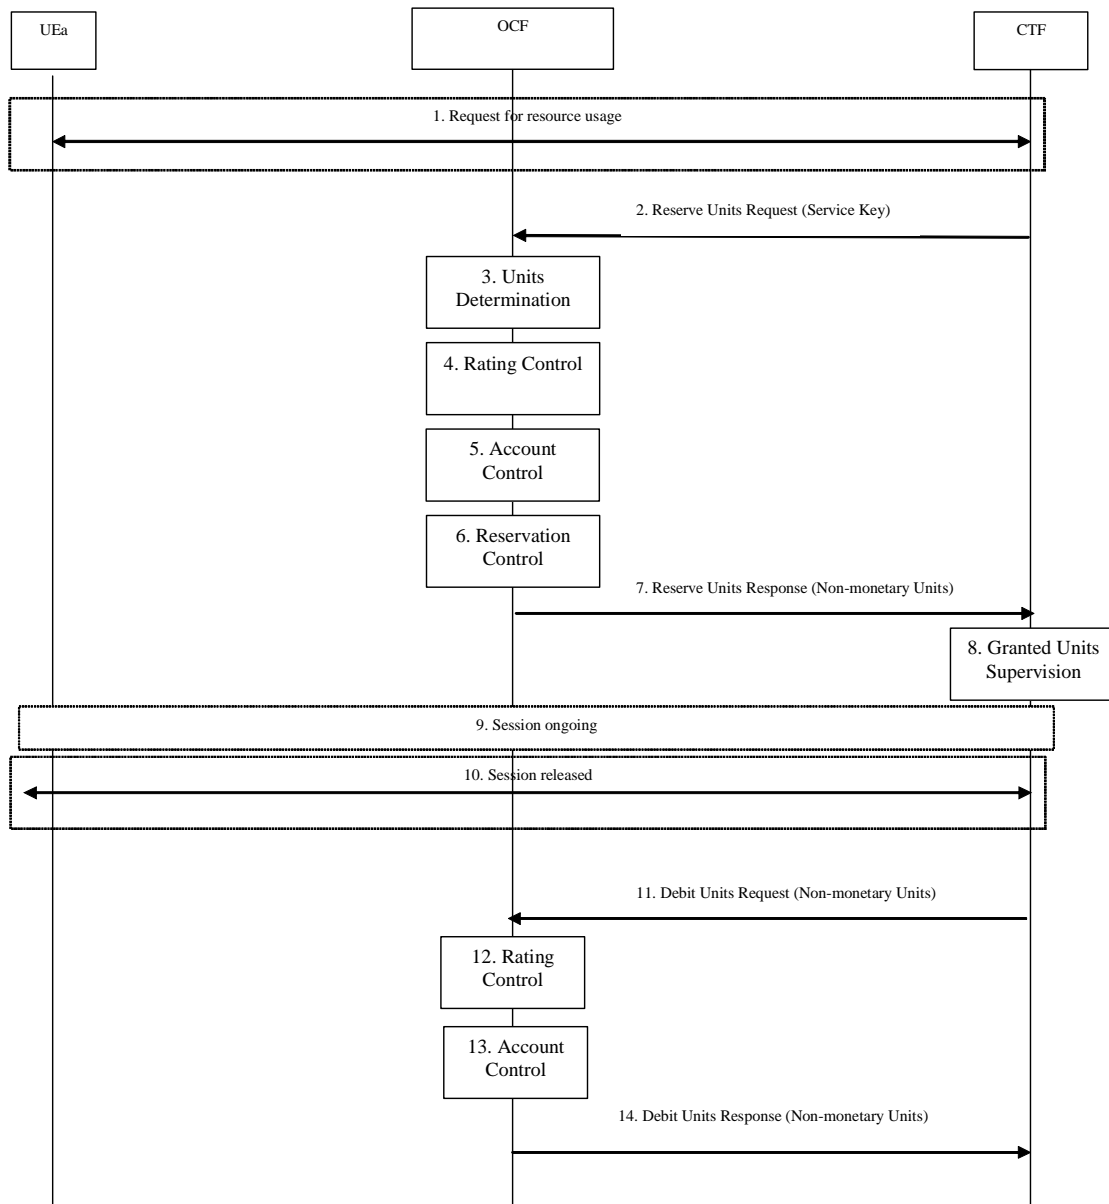 UEa
OCF
CTF
1. Request for resource usage
2. Reserve Units Request (Service Key)
3. Units
Determination
4. Rating Control
5. Account
Control
6. Reservation
Control
7. Reserve Units Response (Non-monetary Units)
8. Granted Units
Supervision
9. Session ongoing
10. Session released
11. Debit Units Request (Non-monetary Units)
12. Rating
Control
13. Account
Control
14. Debit Units Response (Non-monetary Units)